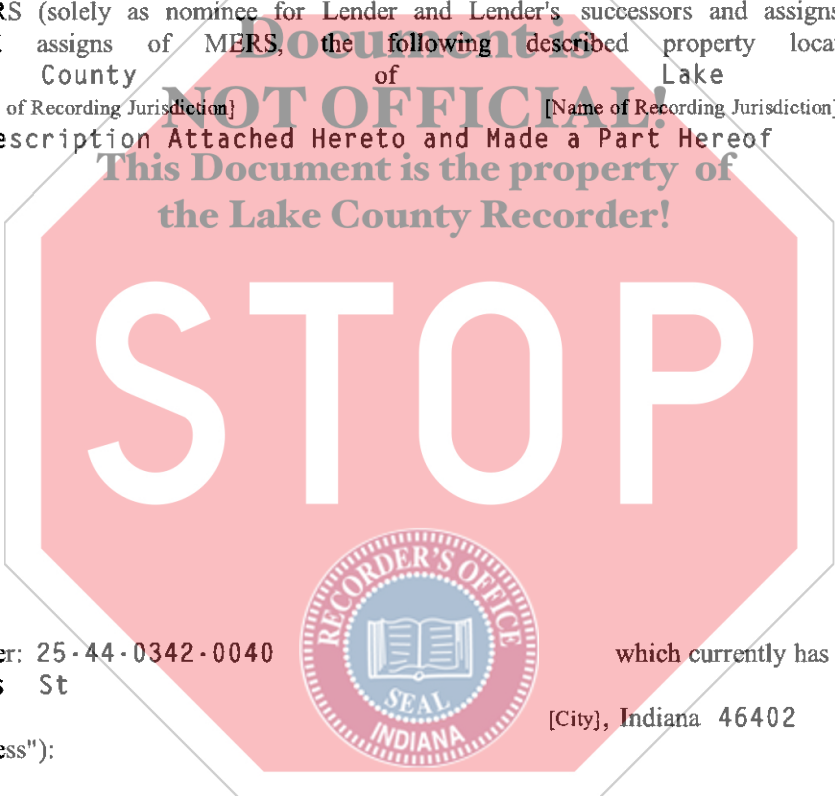 RS (solely as nominee for Lender and Lender's successors and assigns
assigns of MERS, the following described property loca
Document is
County of Lake
of Recording Jurisdiction} [Name of Recording Jurisdiction]
NOT OFFICIAL!
escription Attached Hereto and Made a Part Hereof
This Document is the property of
the Lake County Recorder!
STOP
RECORDER'S OFFICE
SEAL
INDIANA
er: 25-44-0342-0040 which currently has
s St
[City}, Indiana 46402
ess"):